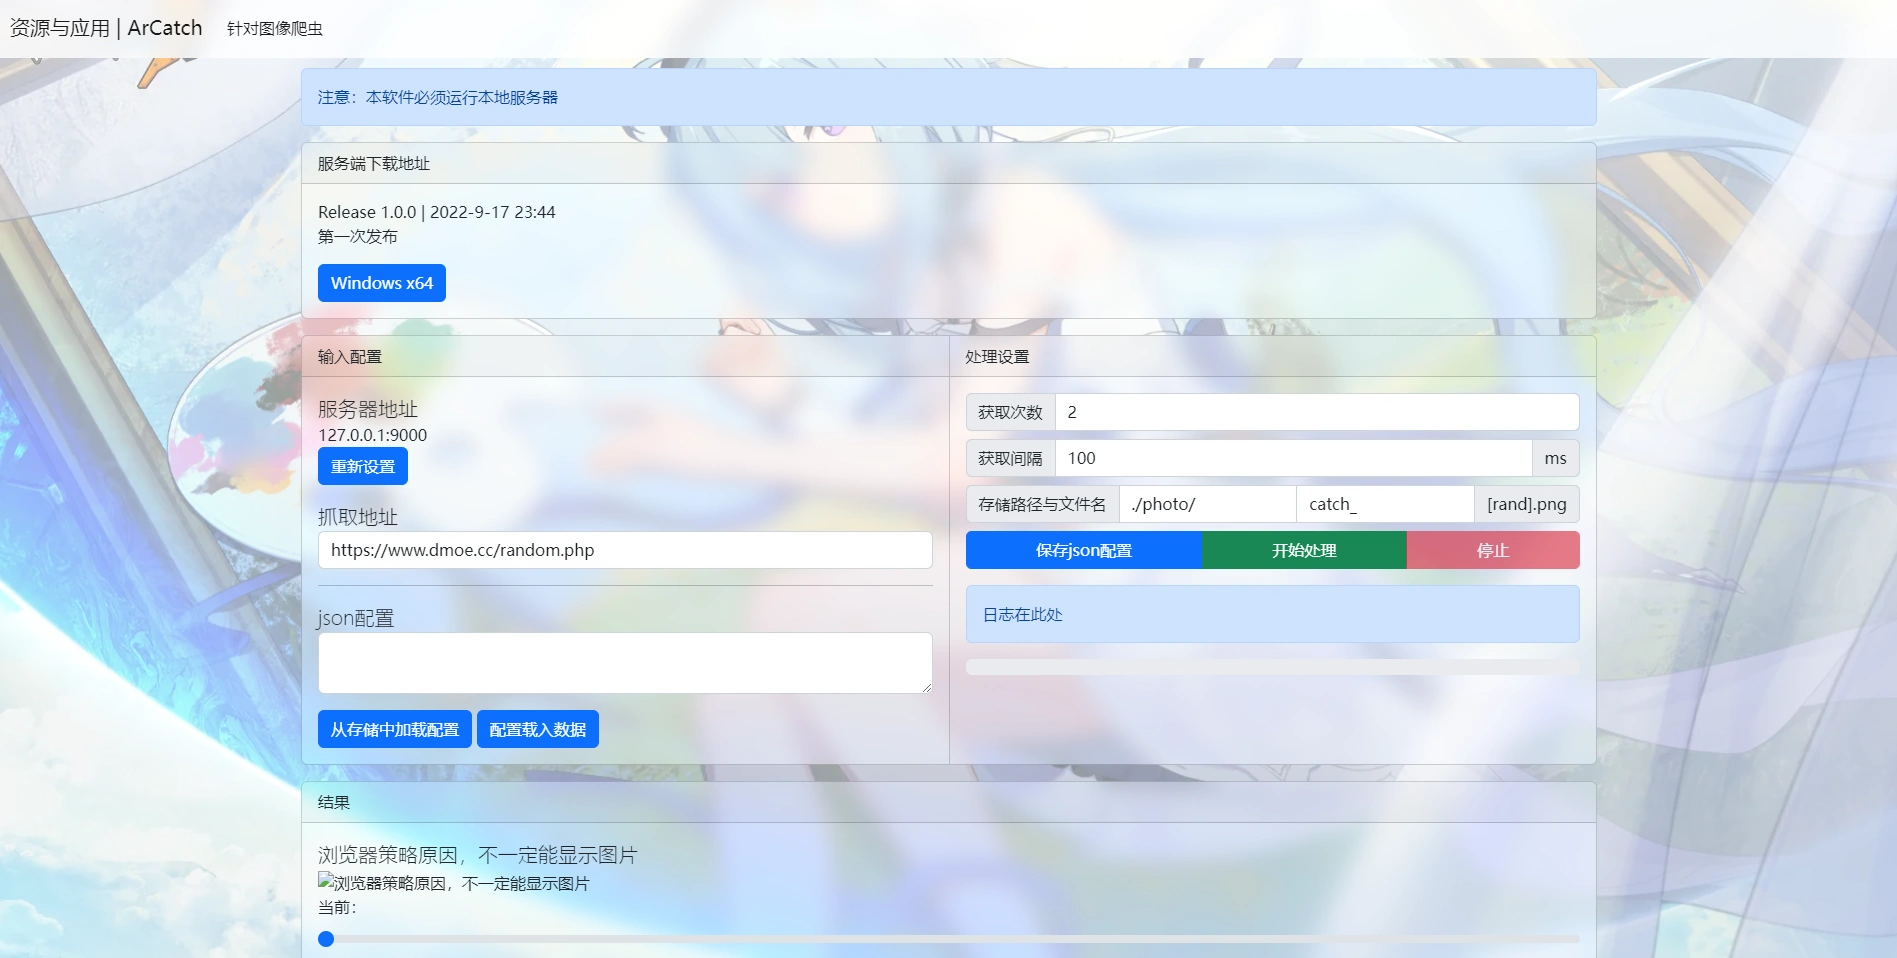 资源与应用 | ArCatch 针对图像爬虫
注意：本软件必须运行本地服务器
服务端下载地址
Release 1.0.0 | 2022-9-17 23:44
第一次发布
Windows x64
输入配置
服务器地址
127.0.0.1:9000
重新设置
抓取地址
https://www.dmoe.cc/random.php
json配置
从存储中加载配置 配置载入数据
处理设置
获取次数 2
获取间隔 100 ms
存储路径与文件名 ./photo/ catch_ [rand].png
保存json配置 开始处理 停止
日志在此处
结果
浏览器策略原因，不一定能显示图片
浏览器策略原因，不一定能显示图片
当前：